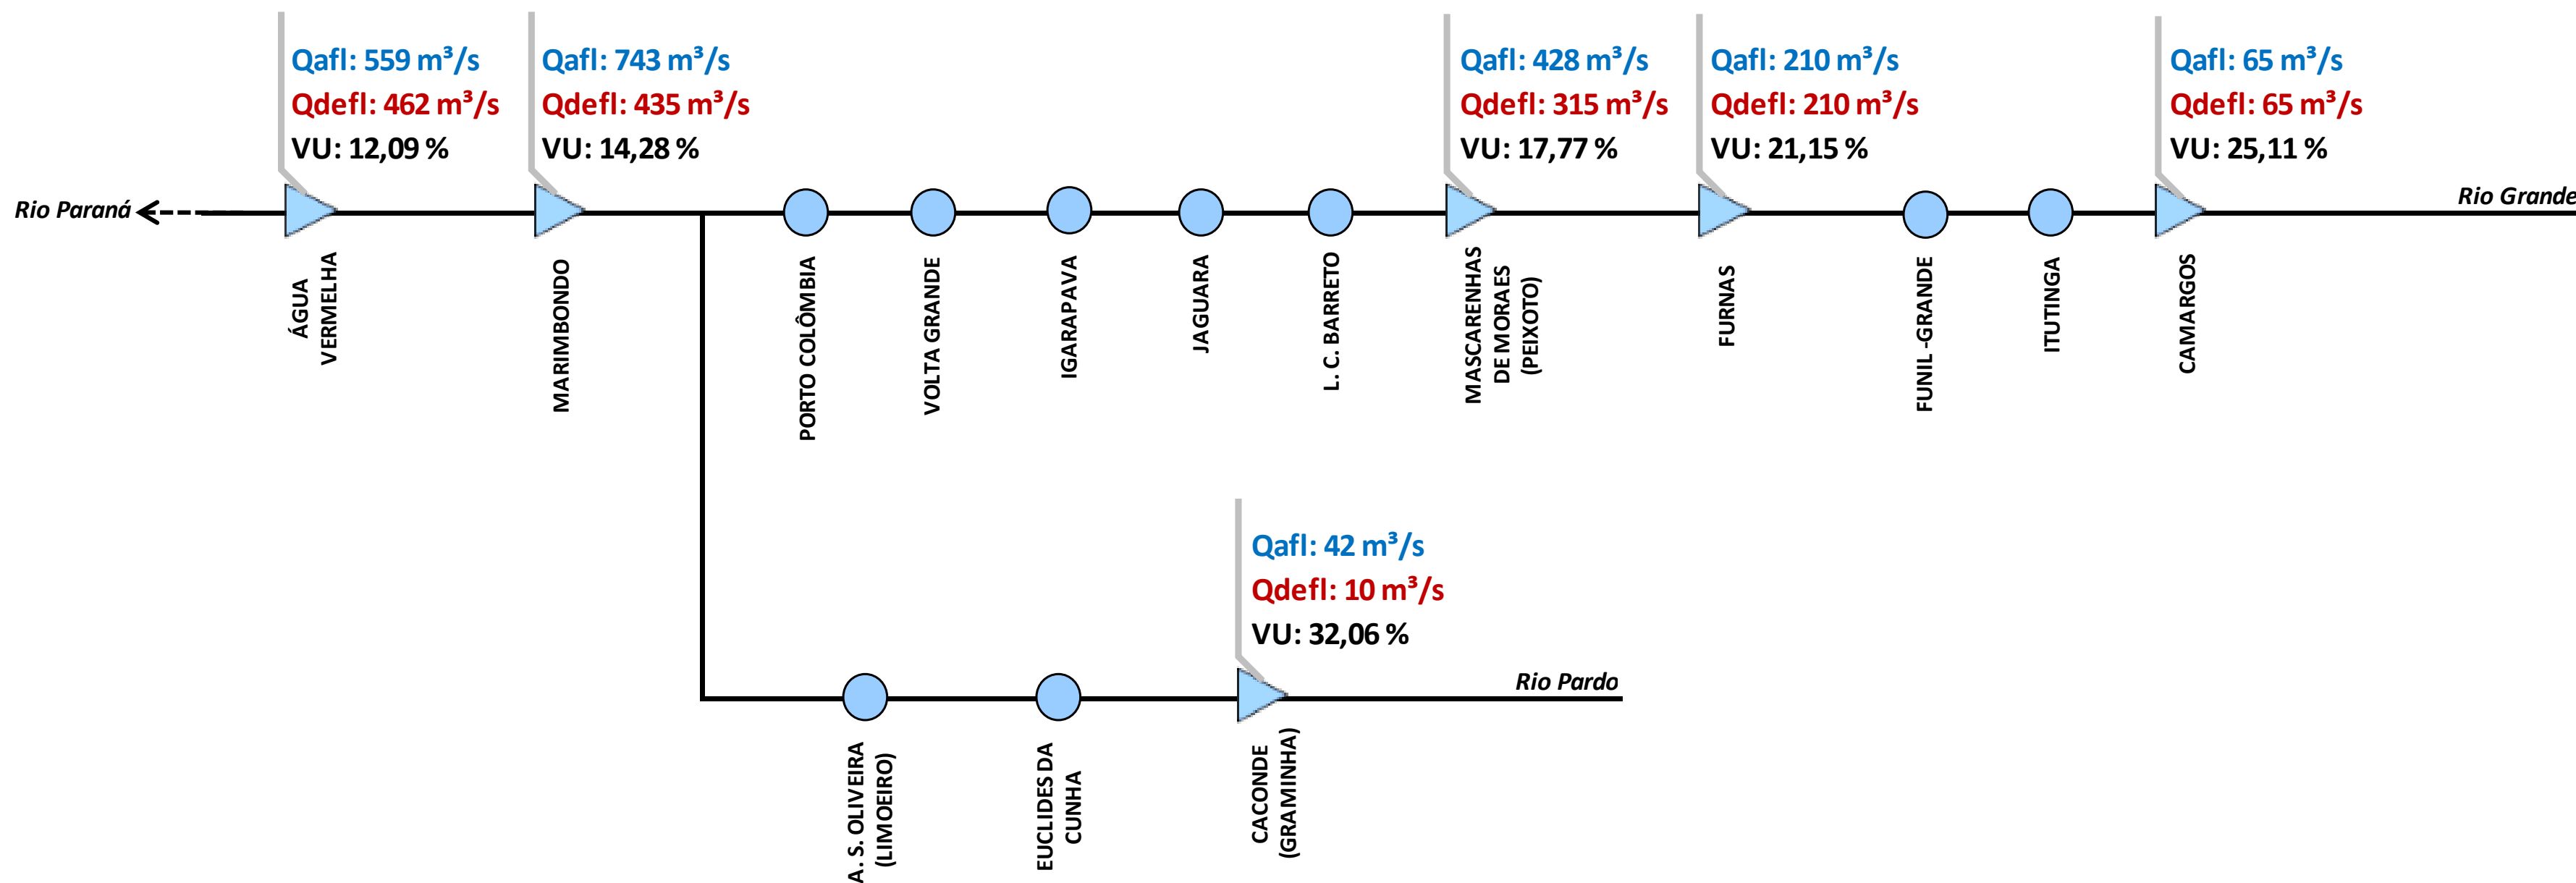 Qafl: 559 m³/s
Qdefl: 462 m³/s
VU: 12,09 %
Qafl: 743 m³/s
Qdefl: 435 m³/s
VU: 14,28 %
Qafl: 428 m³/s
Qdefl: 315 m³/s
VU: 17,77 %
Qafl: 210 m³/s
Qdefl: 210 m³/s
VU: 21,15 %
Qafl: 65 m³/s
Qdefl: 65 m³/s
VU: 25,11 %
Rio Paraná
Rio Grande
ÁGUA
VERMELHA
MARIMBONDO
PORTO COLÔMBIA
VOLTA GRANDE
IGARAPAVA
JAGUARA
L. C. BARRETO
MASCARENHAS
DE MORAES
(PEIXOTO)
FURNAS
FUNIL -GRANDE
ITUTINGA
CAMARGOS
Qafl: 42 m³/s
Qdefl: 10 m³/s
VU: 32,06 %
Rio Pardo
A. S. OLIVEIRA
(LIMOEIRO)
EUCLIDES DA
CUNHA
CACONDE
(GRAMINHA)